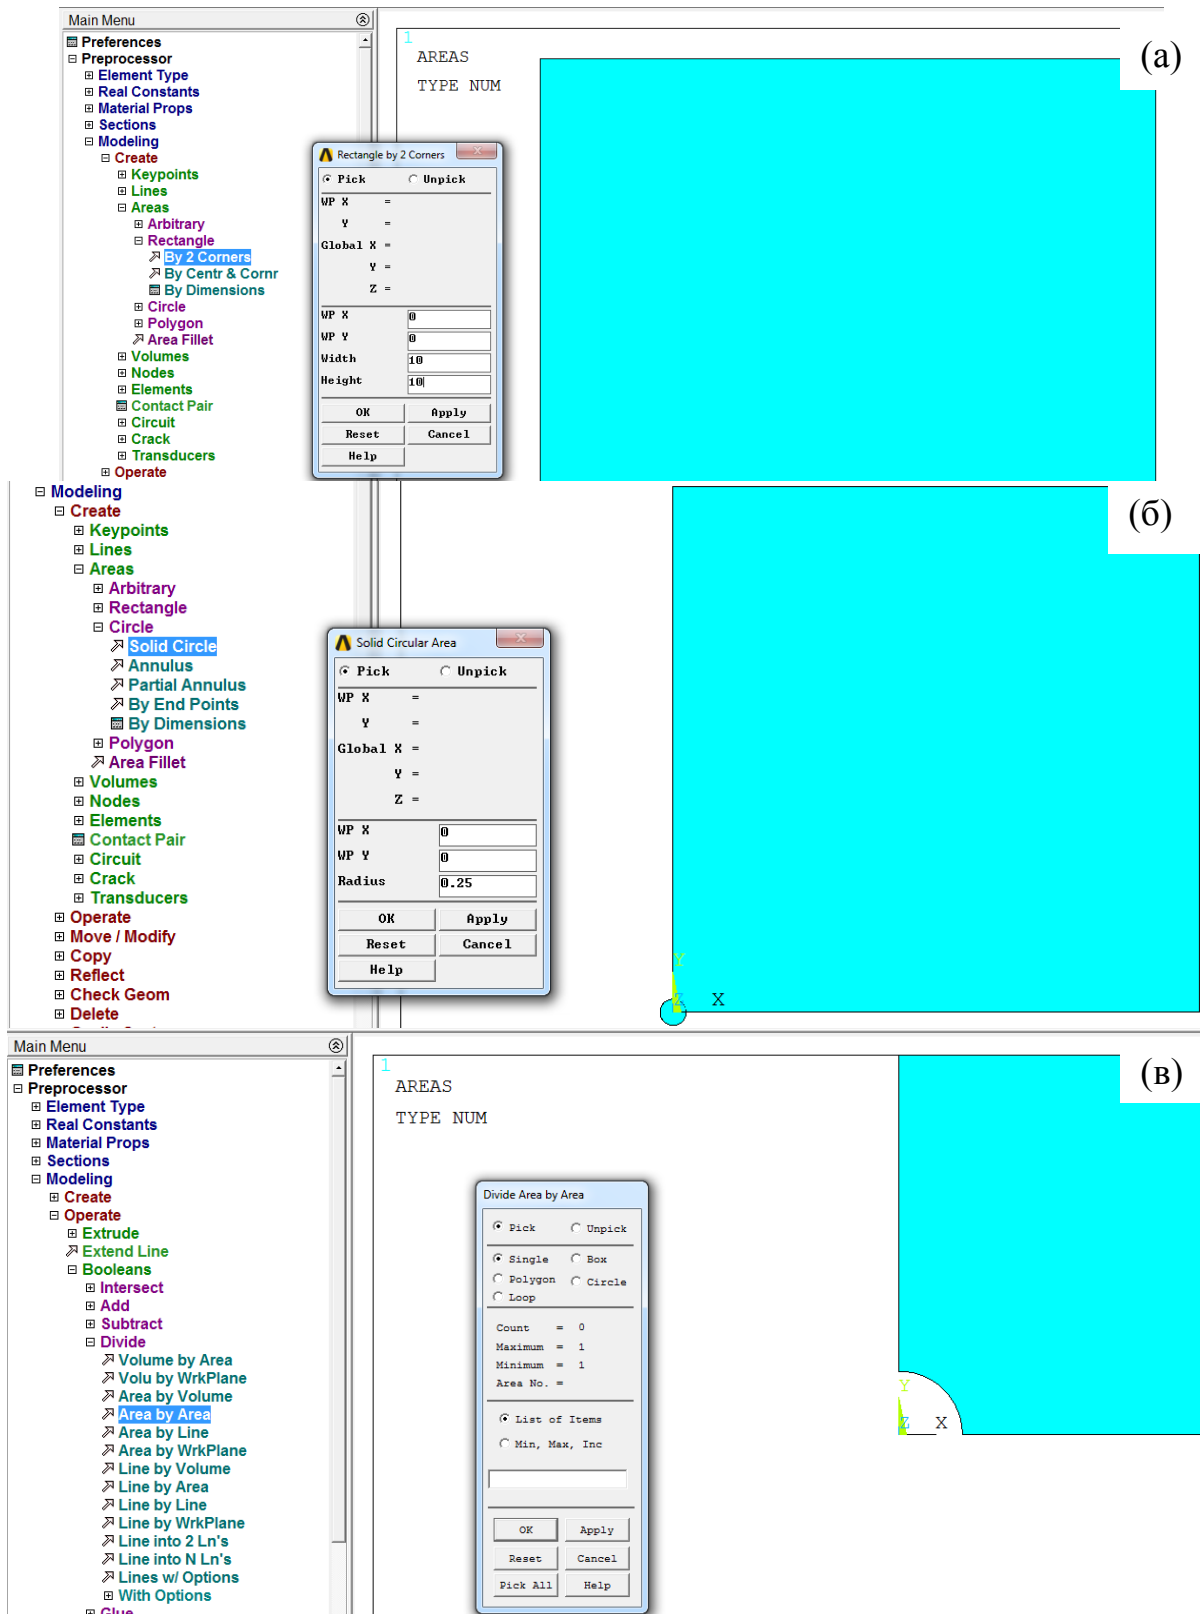 Main Menu
Preferences
Preprocessor
Element Type
Real Constants
Material Props
Sections
Modeling
Create
Keypoints
Lines
Areas
Arbitrary
Rectangle
By 2 Corners
By Centr & Cornr
By Dimensions
Circle
Polygon
Area Fillet
Volumes
Nodes
Elements
Contact Pair
Circuit
Crack
Transducers
Operate
Rectangle by 2 Corners
Pick Unpick
WP X =
Y =
Global X =
Y =
Z =
WP X 0
WP Y 0
Width 10
Height 10
OK Apply
Reset Cancel
Help
1
AREAS
TYPE NUM
(а)
Modeling
Create
Keypoints
Lines
Areas
Arbitrary
Rectangle
Circle
Solid Circle
Annulus
Partial Annulus
By End Points
By Dimensions
Polygon
Area Fillet
Volumes
Nodes
Elements
Contact Pair
Circuit
Crack
Transducers
Operate
Move / Modify
Copy
Reflect
Check Geom
Delete
Solid Circular Area
Pick Unpick
WP X =
Y =
Global X =
Y =
Z =
WP X 0
WP Y 0
Radius 0.25
OK Apply
Reset Cancel
Help
(б)
Y
Z X
Main Menu
Preferences
Preprocessor
Element Type
Real Constants
Material Props
Sections
Modeling
Create
Operate
Extrude
Extend Line
Booleans
Intersect
Add
Subtract
Divide
Volume by Area
Volu by WrkPlane
Area by Volume
Area by Area
Area by Line
Area by WrkPlane
Line by Volume
Line by Area
Line by Line
Line by WrkPlane
Line into 2 Ln's
Line into N Ln's
Lines w/ Options
With Options
Glue
1
AREAS
TYPE NUM
Divide Area by Area
Pick Unpick
Single Box
Polygon Circle
Loop
Count = 0
Maximum = 1
Minimum = 1
Area No. =
List of Items
Min, Max, Inc
OK Apply
Reset Cancel
Pick All Help
(в)
Y
Z X